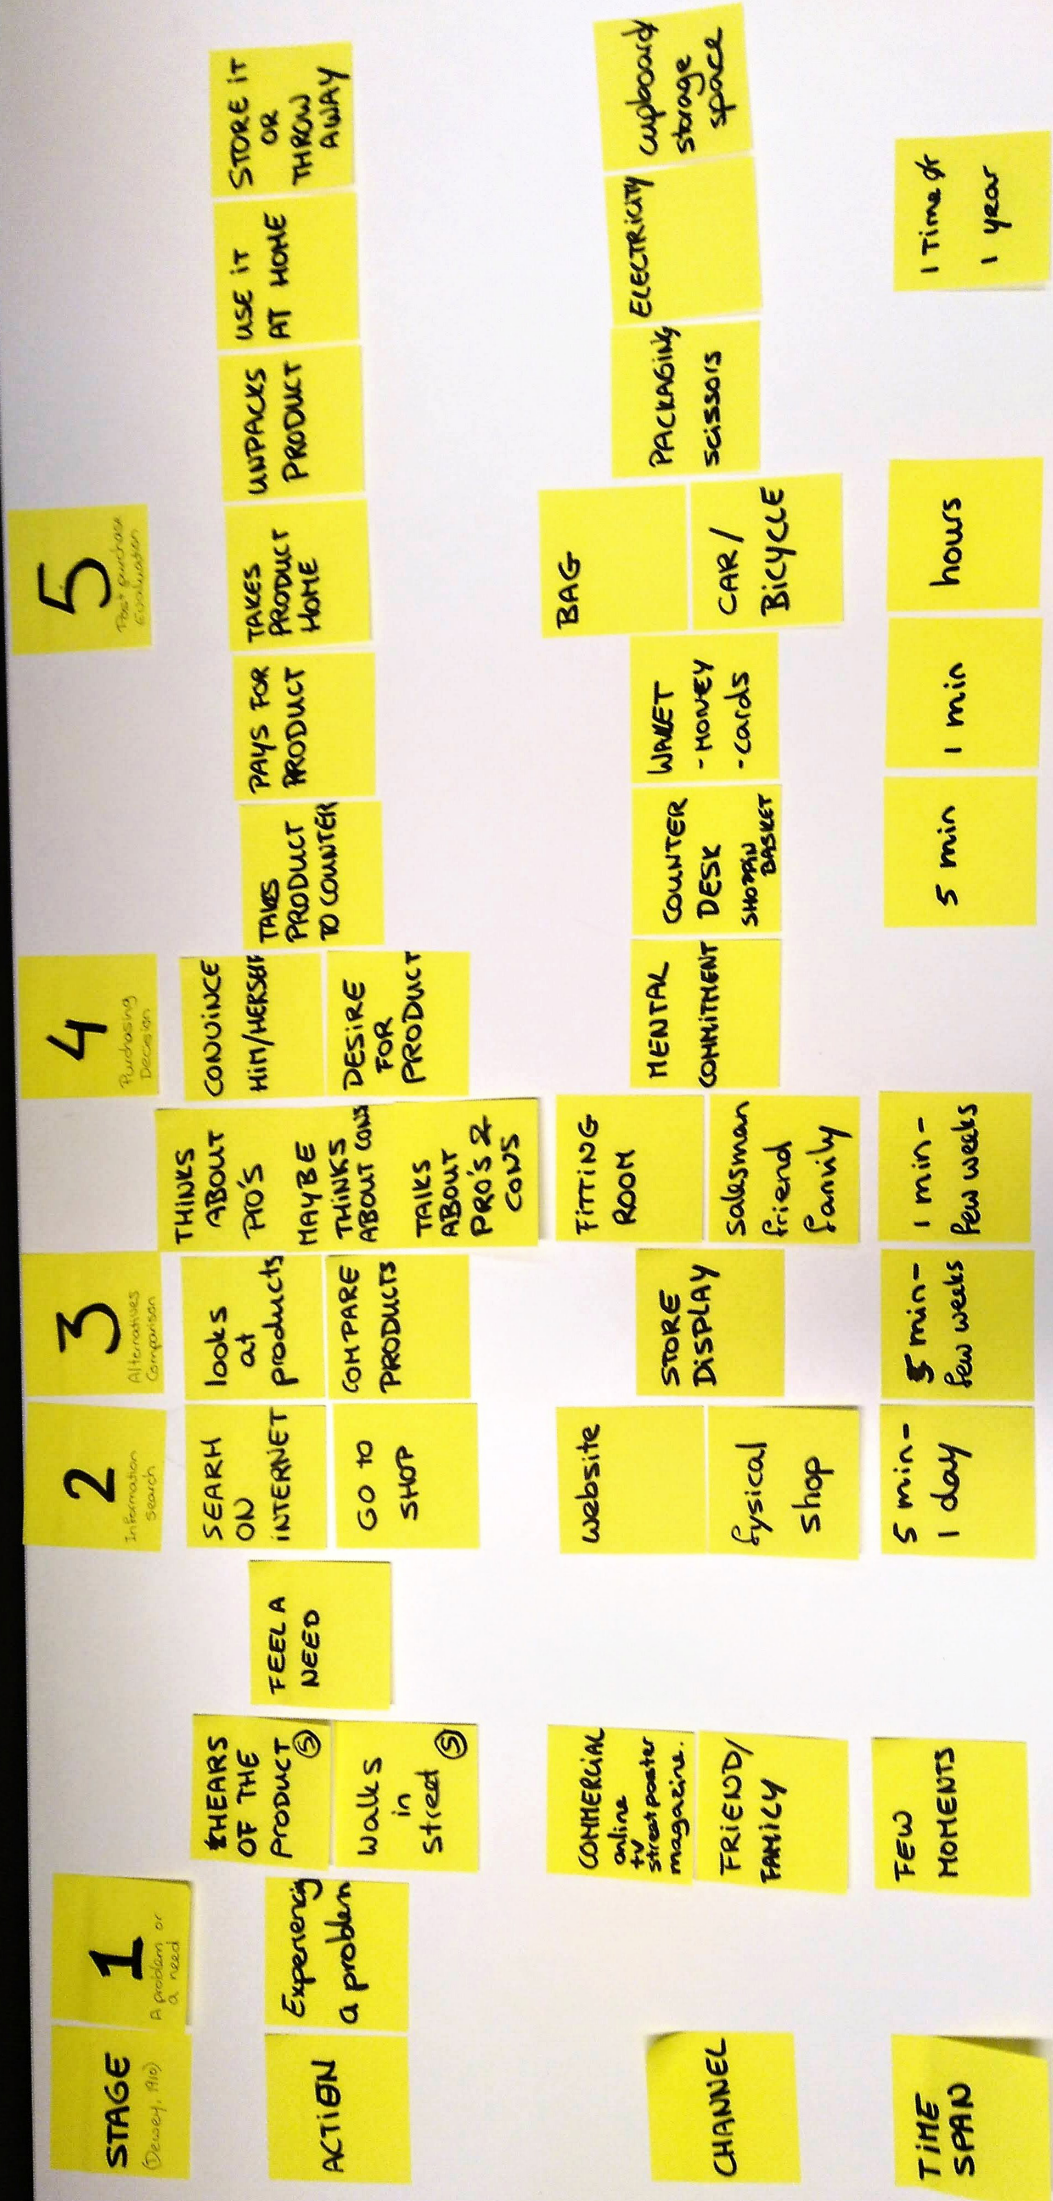 STAGE
(Dewey, 1910)
1
A problem or
a need
2
Information
search
3
Alternatives
Comparison
4
Purchasing
Decision
5
Post purchase
Evaluation
ACTION
Experiencing
a problem
HEARS
OF THE
PRODUCT
S
Walks
in
street
S
FEEL A
NEED
SEARH
ON
INTERNET
GO TO
SHOP
looks
at
products
COMPARE
PRODUCTS
THINKS
ABOUT
PRO'S
MAYBE
THINKS
ABOUT CONS
TALKS
ABOUT
PRO'S &
CONS
CONVINCE
HIM/HERSELF
DESIRE
FOR
PRODUCT
TAKES
PRODUCT
TO COUNTER
PAYS FOR
PRODUCT
TAKES
PRODUCT
HOME
UNPACKS
PRODUCT
USE IT
AT HOME
STORE IT
OR
THROW
AWAY
CHANNEL
COMMERCIAL
online
tv
streetposter
magazine.
FRIEND/
FAMILY
website
fysical
shop
STORE
DISPLAY
FITTING
ROOM
salesman
friend
family
MENTAL
COMMITMENT
COUNTER
DESK
SHOPPIN
BASKET
WALLET
-MONEY
-cards
BAG
CAR/
BICYCLE
PACKAGING
scissors
ELECTRICITY
cupboard
storage
space
TIME
SPAN
FEW
MOMENTS
5 min-
1 day
5 min-
few weeks
1 min-
few weeks
5 min
1 min
hours
1 Time or
1 year